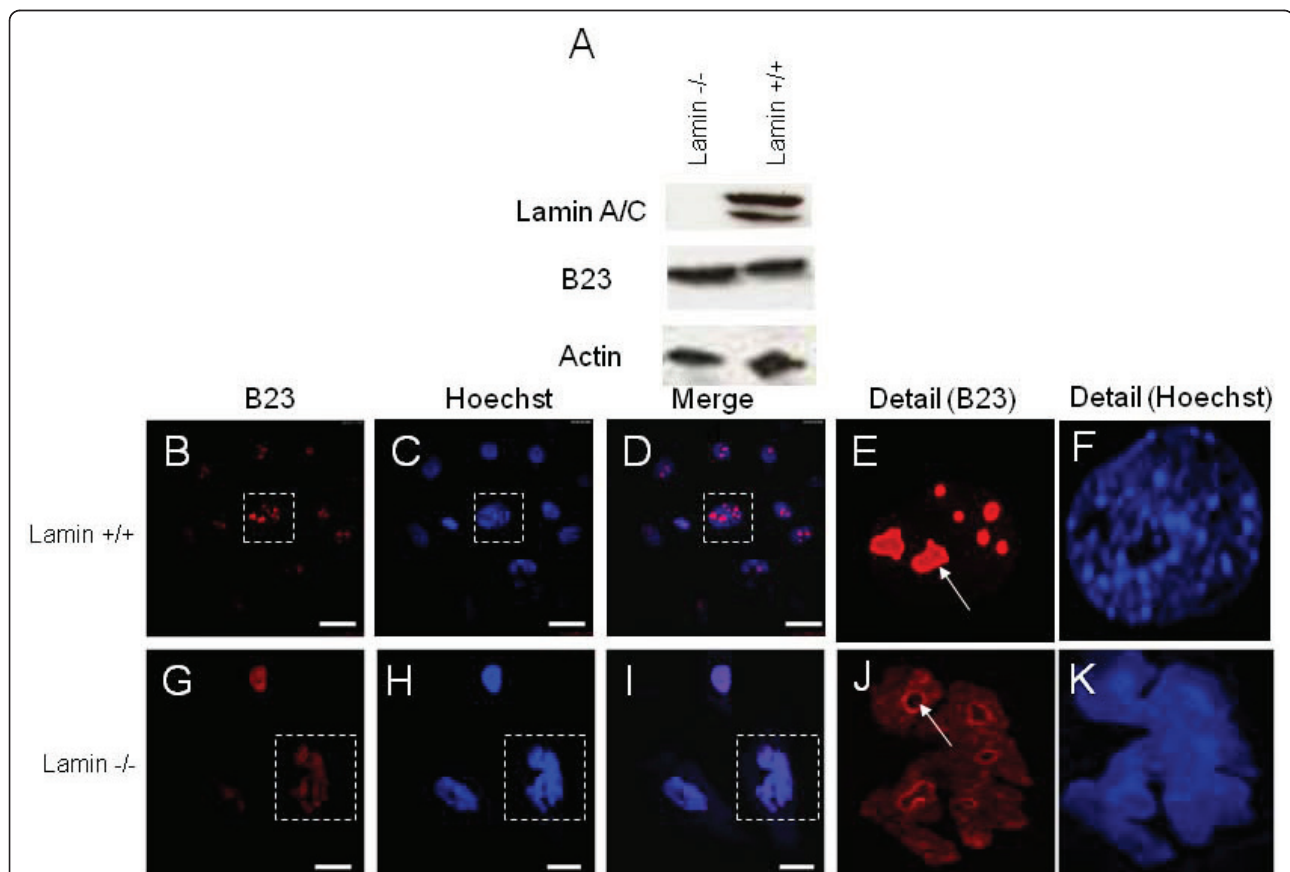 A
Lamin -/-
Lamin +/+
Lamin A/C
B23
Actin
B23 Hoechst Merge Detail (B23) Detail (Hoechst)
Lamin +/+
B C D E F
Lamin -/-
G H I J K